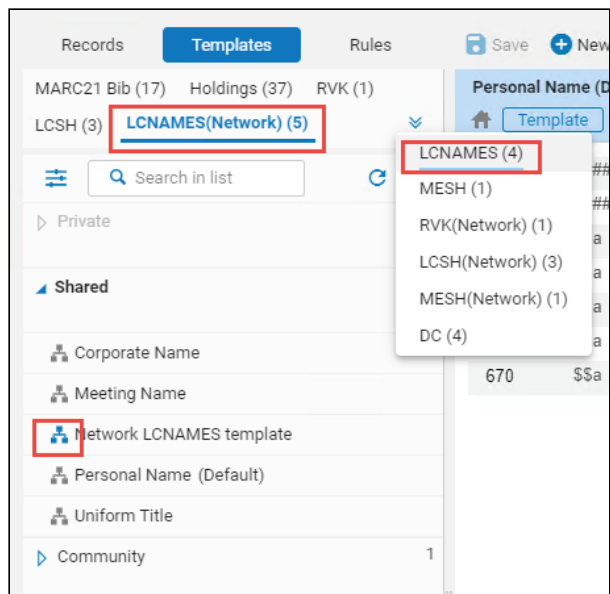 Records Templates Rules Save New
MARC21 Bib (17) Holdings (37) RVK (1)
LCSH (3) LCNAMES(Network) (5)
Search in list
Private
Shared
Corporate Name
Meeting Name
Network LCNAMES template
Personal Name (Default)
Uniform Title
Community 1
Personal Name (D
Template
LCNAMES (4)
MESH (1)
RVK(Network) (1)
LCSH(Network) (3)
MESH(Network) (1)
DC (4)
##
##
a
a
a
a
670 $$a